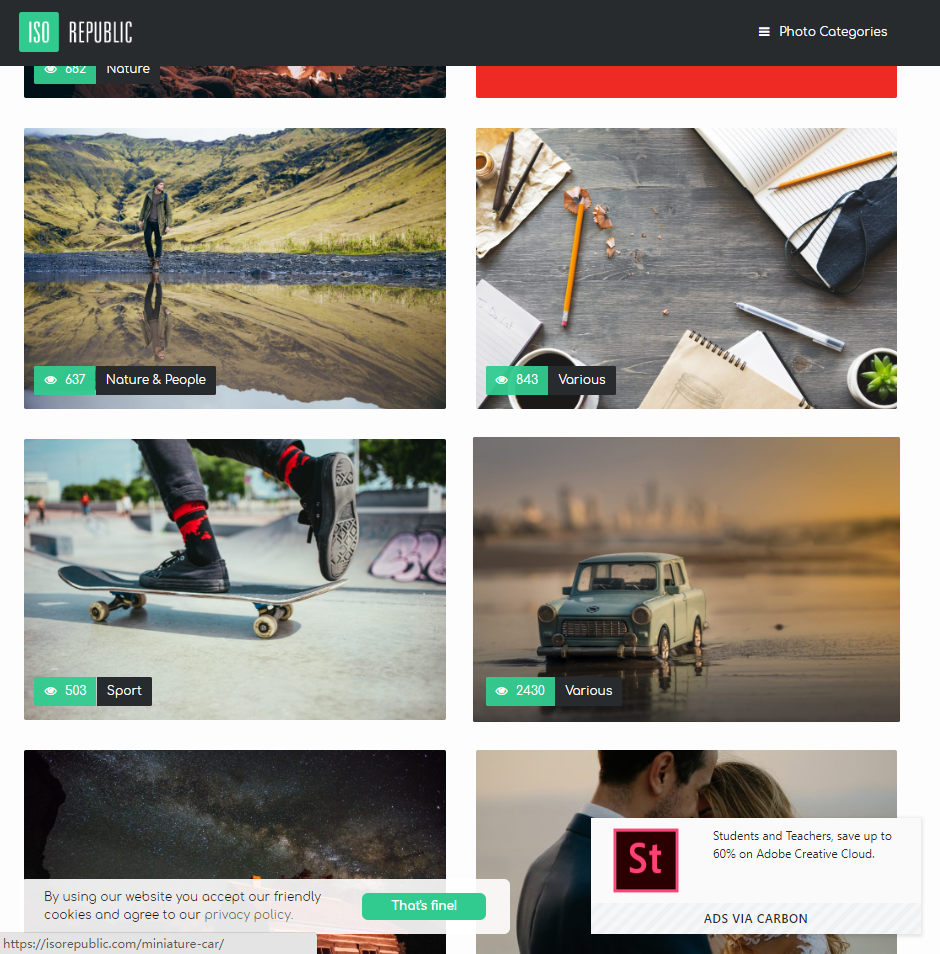 ISO REPUBLIC
Photo Categories
682 Nature
637 Nature & People
843 Various
503 Sport
2430 Various
St
Students and Teachers, save up to
60% on Adobe Creative Cloud.
ADS VIA CARBON
By using our website you accept our friendly
cookies and agree to our privacy policy.
That's fine!
https://isorepublic.com/miniature-car/